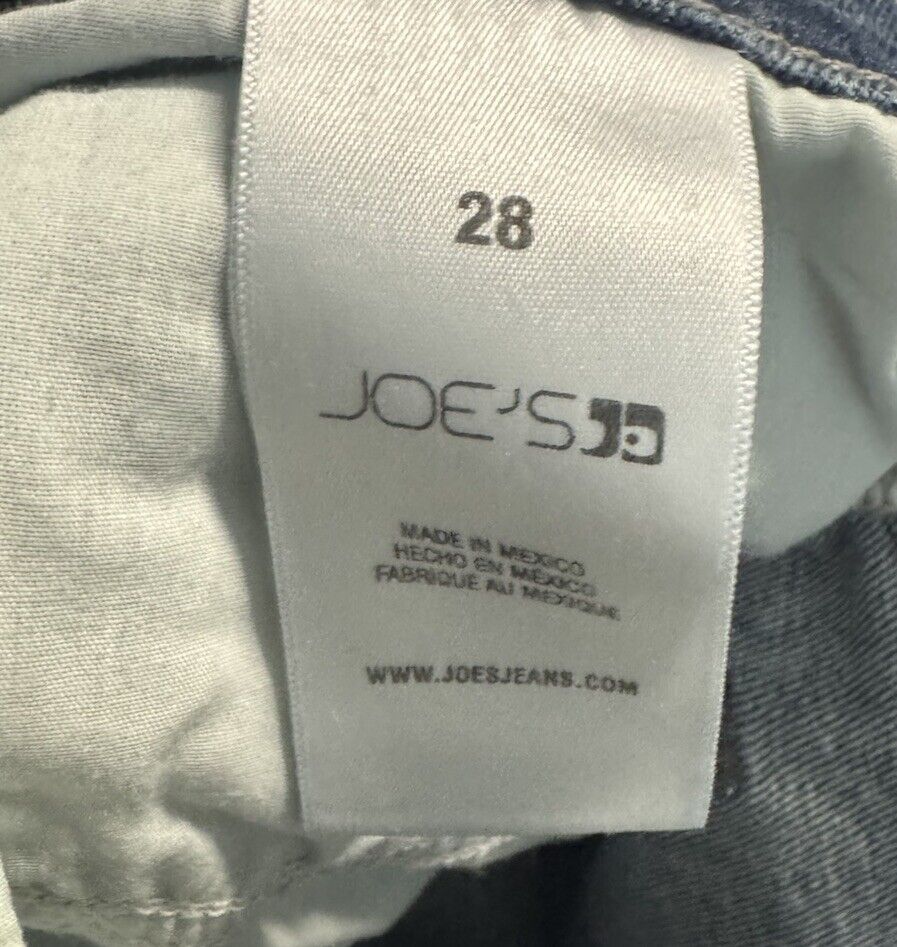 28
JOE'S
MADE IN MEXICO
HECHO EN MEXICO
FABRIQUE AU MEXIQUE
WWW.JOESJEANS.COM